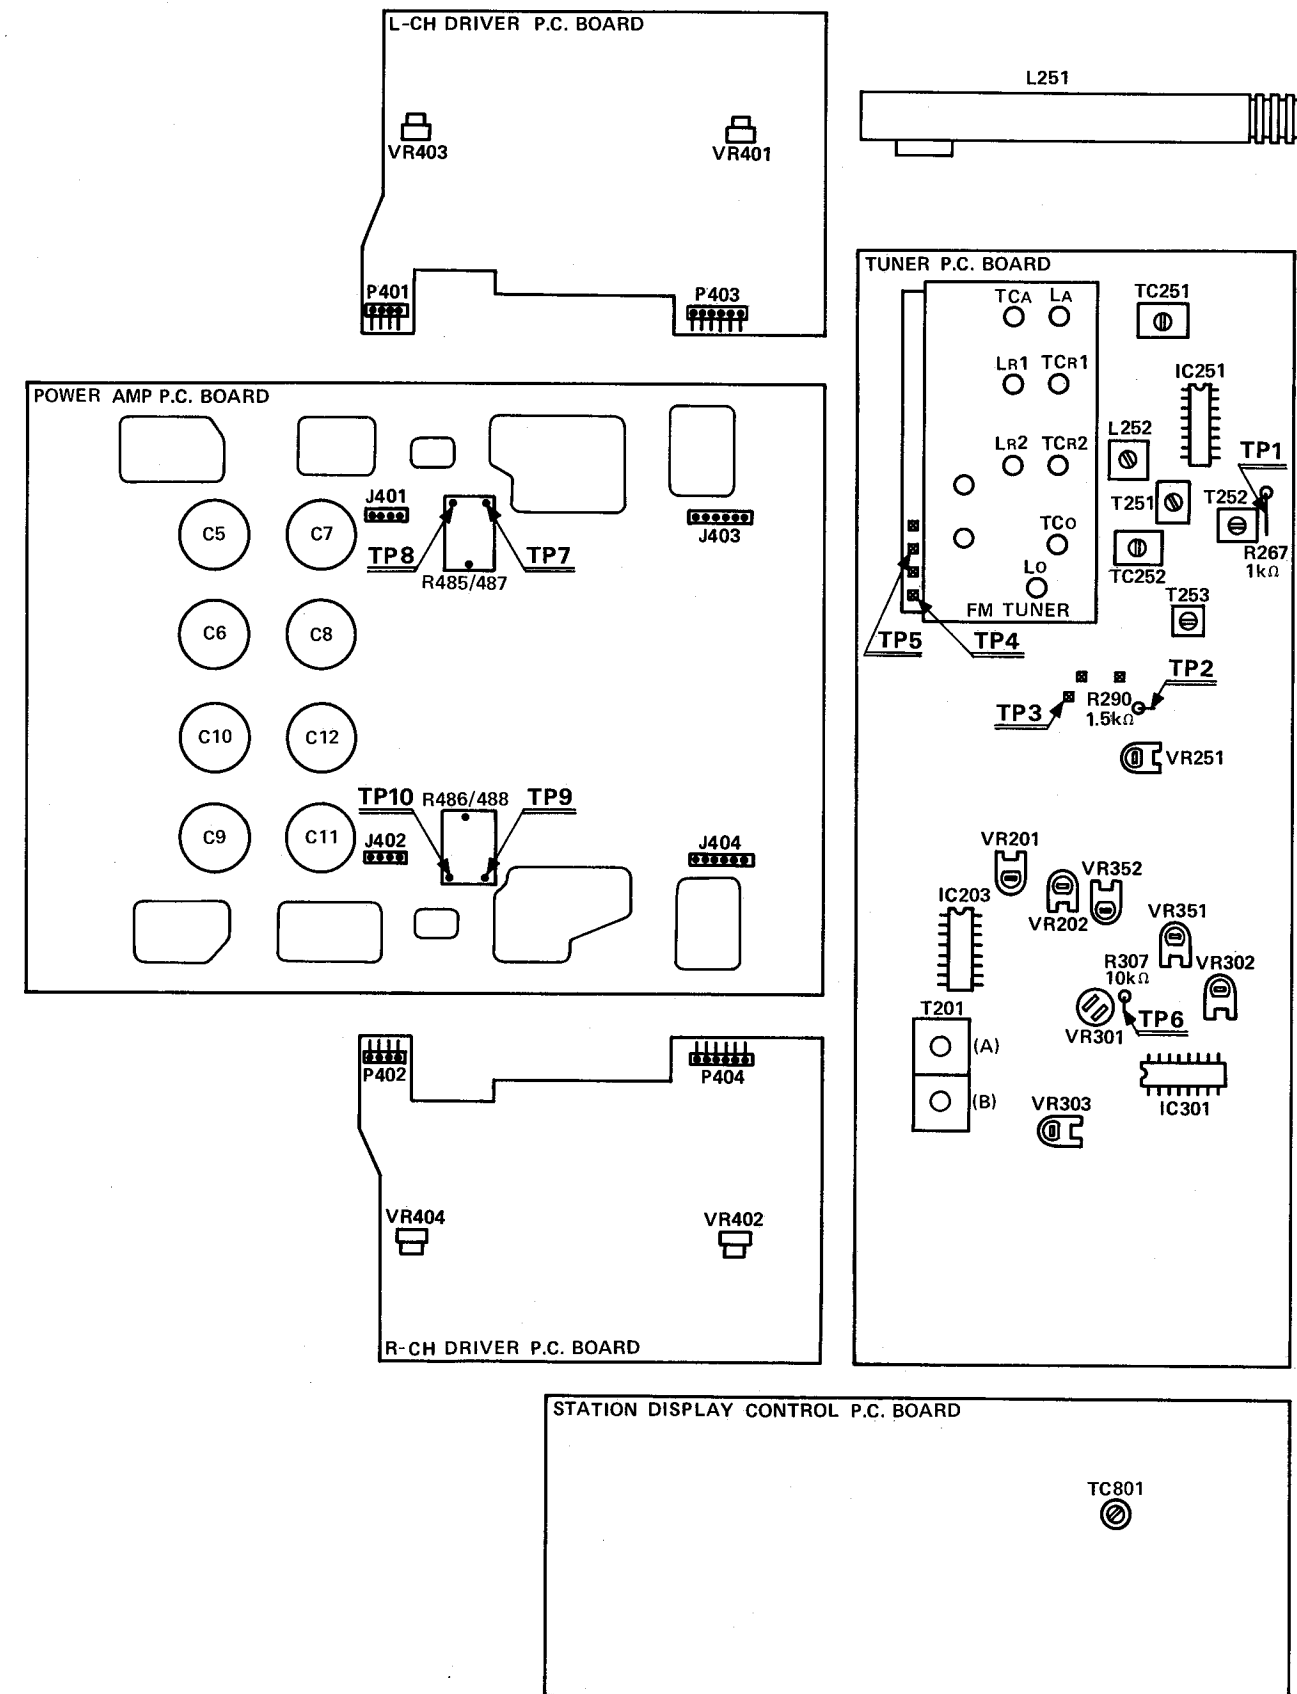 L-CH DRIVER P.C. BOARD
VR403
VR401
P401
P403
L251
POWER AMP P.C. BOARD
J401
C5
C7
TP8
TP7
J403
R485/487
C6
C8
C10
C12
TP10
R486/488
TP9
C9
C11
J402
J404
P402
P404
VR404
VR402
R-CH DRIVER P.C. BOARD
TUNER P.C. BOARD
TCA
LA
TC251
LR1
TCR1
IC251
L252
LR2
TCR2
TP1
T251
T252
TCO
R267
1kΩ
TC252
LO
T253
FM TUNER
TP5
TP4
TP2
R290
1.5kΩ
TP3
VR251
VR201
VR352
IC203
VR202
VR351
R307
10kΩ
VR302
T201
TP6
VR301
(A)
(B)
VR303
IC301
STATION DISPLAY CONTROL P.C. BOARD
TC801